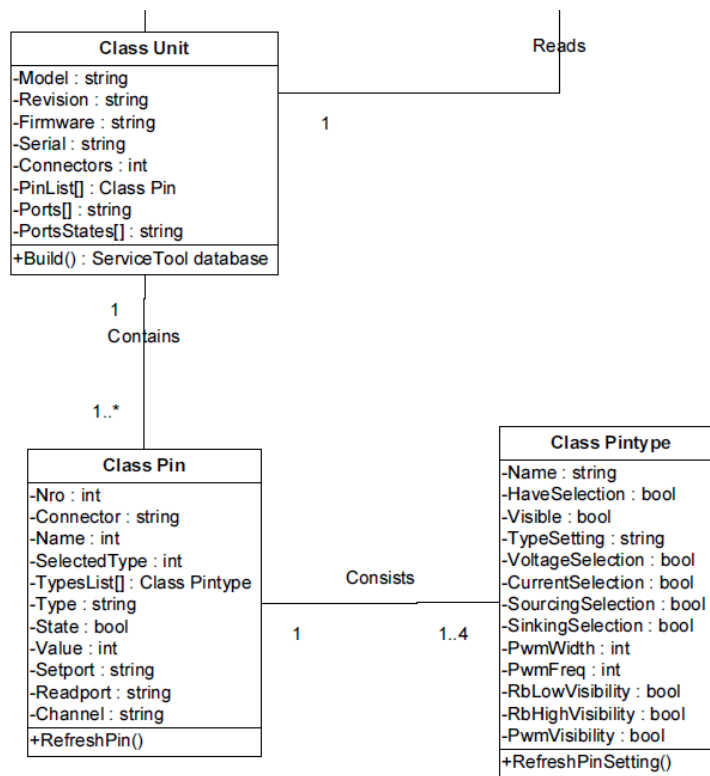 Class Unit
-Model : string
-Revision : string
-Firmware : string
-Serial : string
-Connectors : int
-PinList[] : Class Pin
-Ports[] : string
-PortsStates[] : string
+Build() : ServiceTool database
Reads
1
1
Contains
1..*
Class Pin
-Nro : int
-Connector : string
-Name : int
-SelectedType : int
-TypesList[] : Class Pintype
-Type : string
-State : bool
-Value : int
-Setport : string
-Readport : string
-Channel : string
+RefreshPin()
Consists
1
1..4
Class Pintype
-Name : string
-HaveSelection : bool
-Visible : bool
-TypeSetting : string
-VoltageSelection : bool
-CurrentSelection : bool
-SourcingSelection : bool
-SinkingSelection : bool
-PwmWidth : int
-PwmFreq : int
-RbLowVisibility : bool
-RbHighVisibility : bool
-PwmVisibility : bool
+RefreshPinSetting()